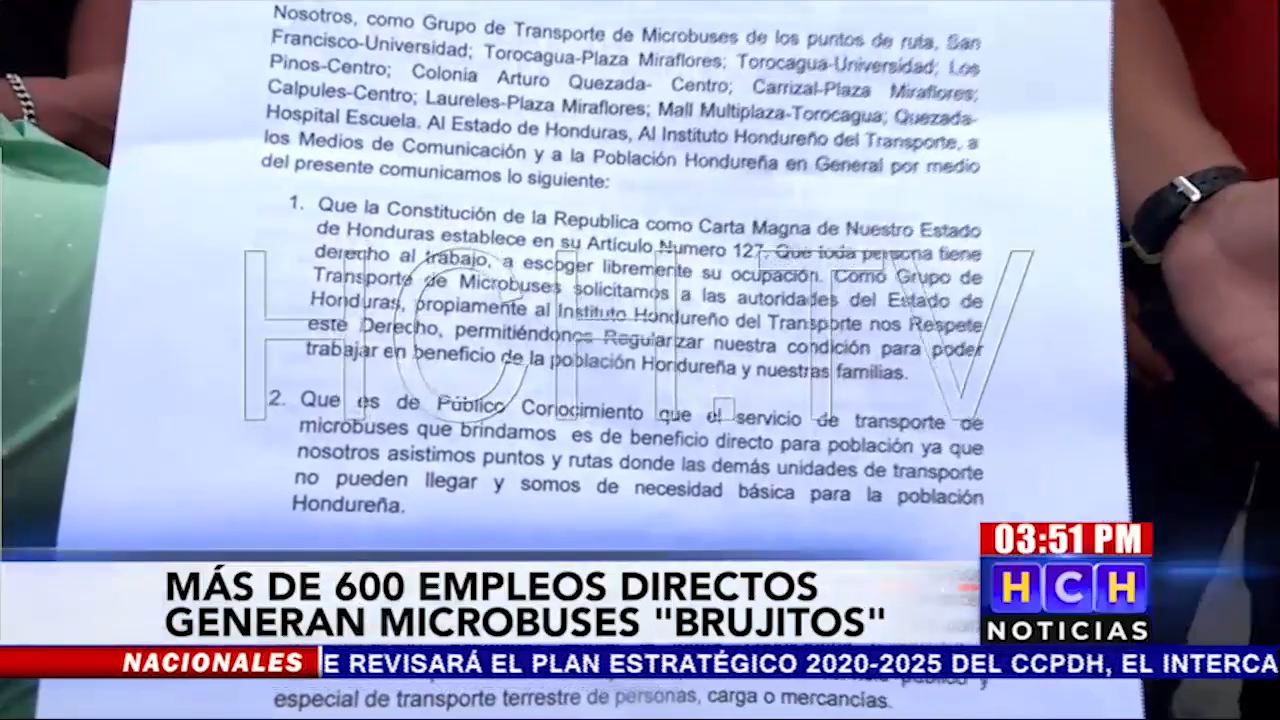 Nosotros, como Grupo de Transporte de Microbuses de los puntos de ruta, San
Francisco-Universidad; Torocagua-Plaza Miraflores; Torocagua-Universidad; Los
Pinos-Centro; Colonia Arturo Quezada- Centro; Carrizal-Plaza Miraflores;
Calpules-Centro; Laureles-Plaza Miraflores; Mall Multiplaza-Torocagua; Quezada-
Hospital Escuela. Al Estado de Honduras, Al Instituto Hondureño del Transporte, a
los Medios de Comunicación y a la Población Hondureña en General por medio
del presente comunicamos lo siguiente:
1. Que la Constitución de la Republica como Carta Magna de Nuestro Estado
de Honduras establece en su Artículo Numero 127. Que toda persona tiene
derecho al trabajo, a escoger libremente su ocupación. Como Grupo de
Transporte de Microbuses solicitamos a las autoridades del Estado de
Honduras, propiamente al Instituto Hondureño del Transporte nos Respete
este Derecho, permitiéndonos Regularizar nuestra condición para poder
trabajar en beneficio de la población Hondureña y nuestras familias.
HCH.TV
2. Que es de Público Conocimiento que el servicio de transporte de
microbuses que brindamos es de beneficio directo para población ya que
nosotros asistimos puntos y rutas donde las demás unidades de transporte
no pueden llegar y somos de necesidad básica para la población
Hondureña.
03:51 PM
HCH
NOTICIAS
MÁS DE 600 EMPLEOS DIRECTOS
GENERAN MICROBUSES "BRUJITOS"
NACIONALES E REVISARÁ EL PLAN ESTRATÉGICO 2020-2025 DEL CCPDH, EL INTERCA
especial de transporte terrestre de personas, carga o mercancías.